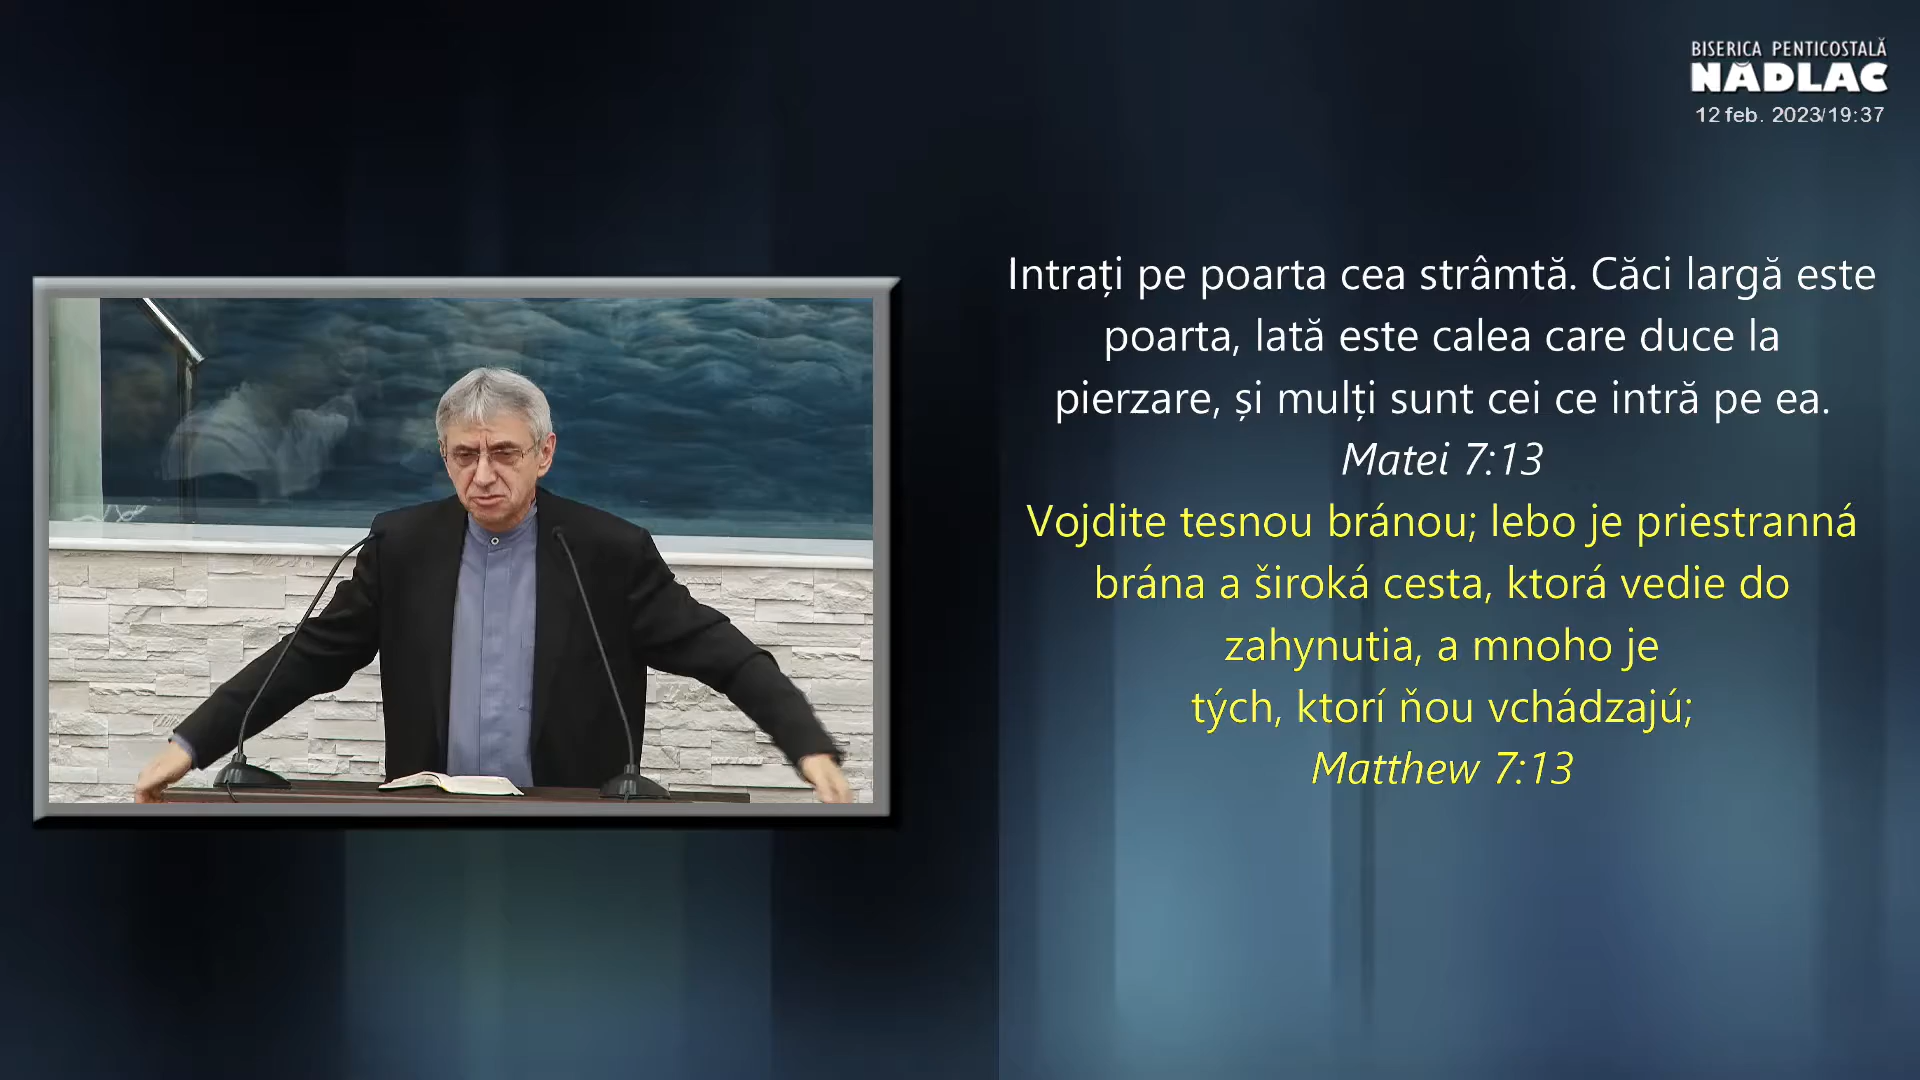 BISERICA PENTICOSTALĂ
NĂDLAC
12 feb. 2023/19:37
Intrați pe poarta cea strâmtă. Căci largă este
poarta, lată este calea care duce la
pierzare, și mulți sunt cei ce intră pe ea.
Matei 7:13
Vojdite tesnou bránou; lebo je priestranná
brána a široká cesta, ktorá vedie do
zahynutia, a mnoho je
tých, ktorí ňou vchádzajú;
Matthew 7:13